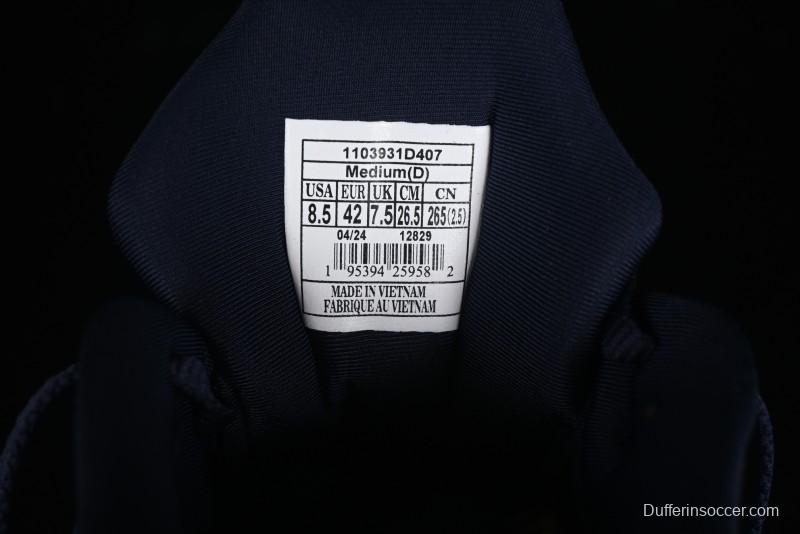 1103931D407
Medium(D)
USA EUR UK CM CN
8.5 42 7.5 26.5 265(2.5)
04/24 12829
1 95394 25958 2
MADE IN VIETNAM
FABRIQUE AU VIETNAM
Dufferinsoccer.com